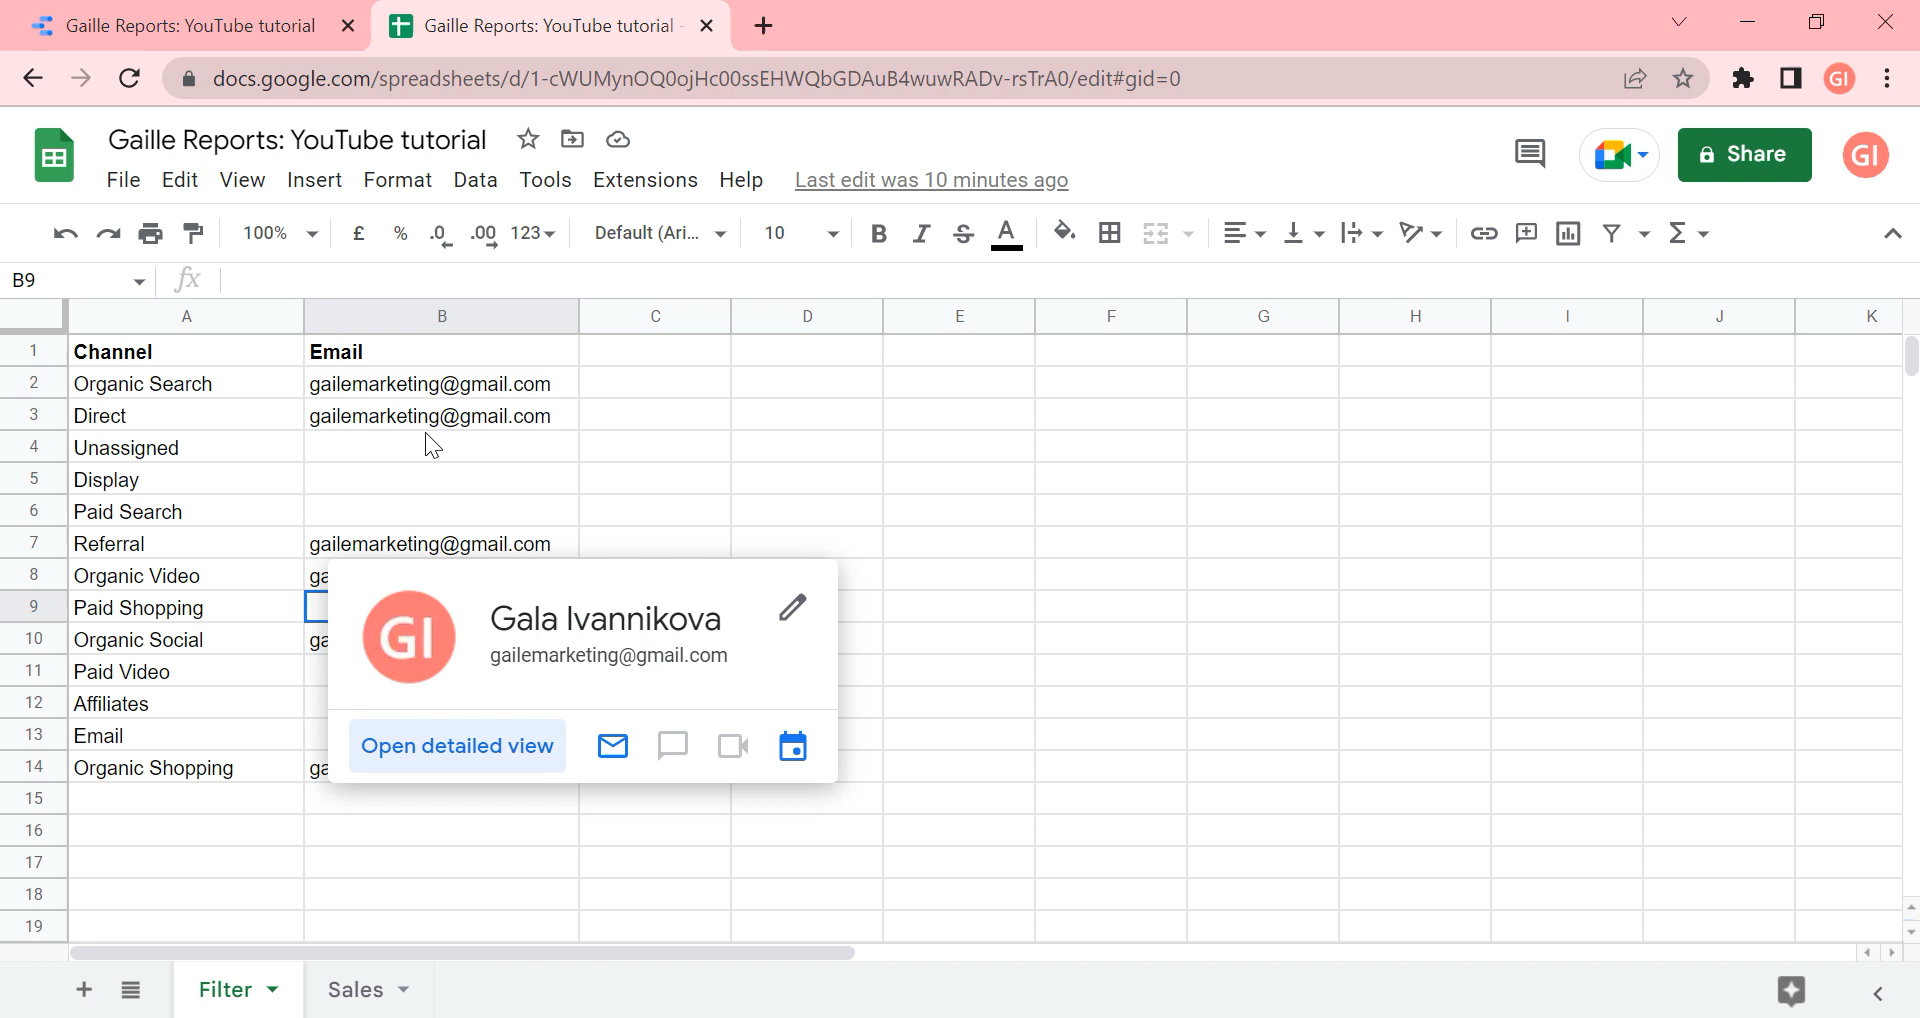 Gaille Reports: YouTube tutorial
Gaille Reports: YouTube tutorial -
docs.google.com/spreadsheets/d/1-cWUMynOQ0ojHc00ssEHWQbGDAuB4wuwRADv-rsTrA0/edit#gid=0
GI
Gaille Reports: YouTube tutorial
Share
GI
File Edit View Insert Format Data Tools Extensions Help Last edit was 10 minutes ago
100% £ % .0 .00 123 Default (Ari... 10 B I S A
B9 fx
A B C D E F G H I J K
1 Channel Email
2 Organic Search gailemarketing@gmail.com
3 Direct gailemarketing@gmail.com
4 Unassigned
5 Display
6 Paid Search
7 Referral gailemarketing@gmail.com
8 Organic Video ga
9 Paid Shopping
10 Organic Social ga
11 Paid Video
12 Affiliates
13 Email
14 Organic Shopping ga
15
16
17
18
19
GI
Gala Ivannikova
gailemarketing@gmail.com
Open detailed view
Filter Sales